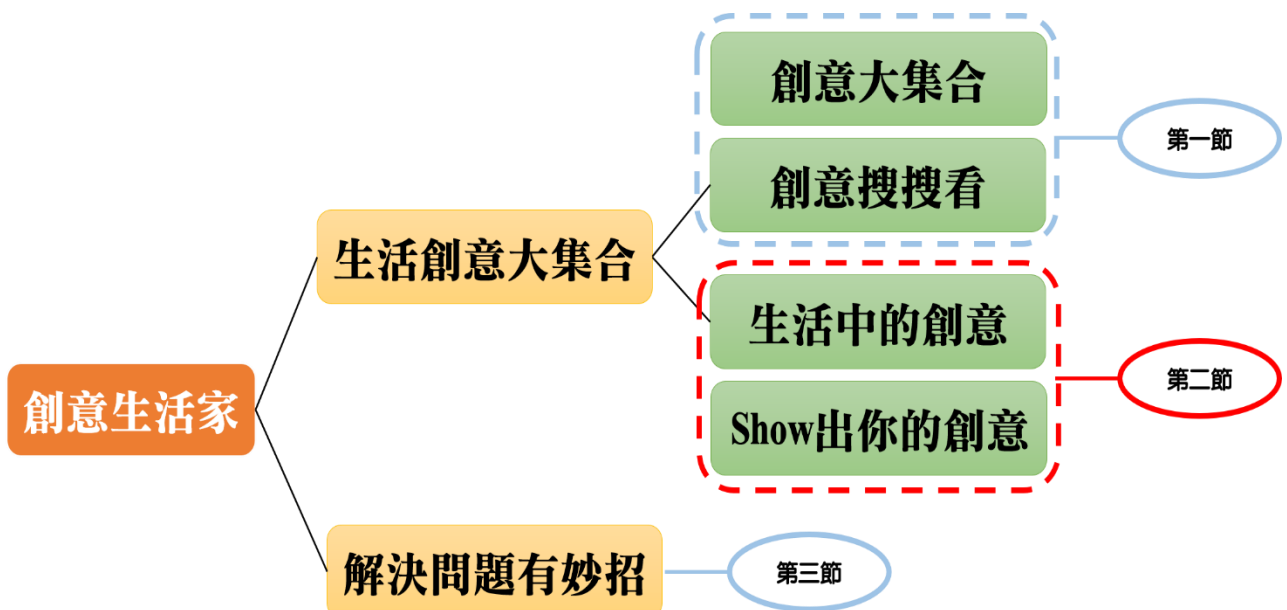 創意大集合
第一節
創意搜搜看
生活創意大集合
生活中的創意
第二節
創意生活家
Show出你的創意
解決問題有妙招
第三節